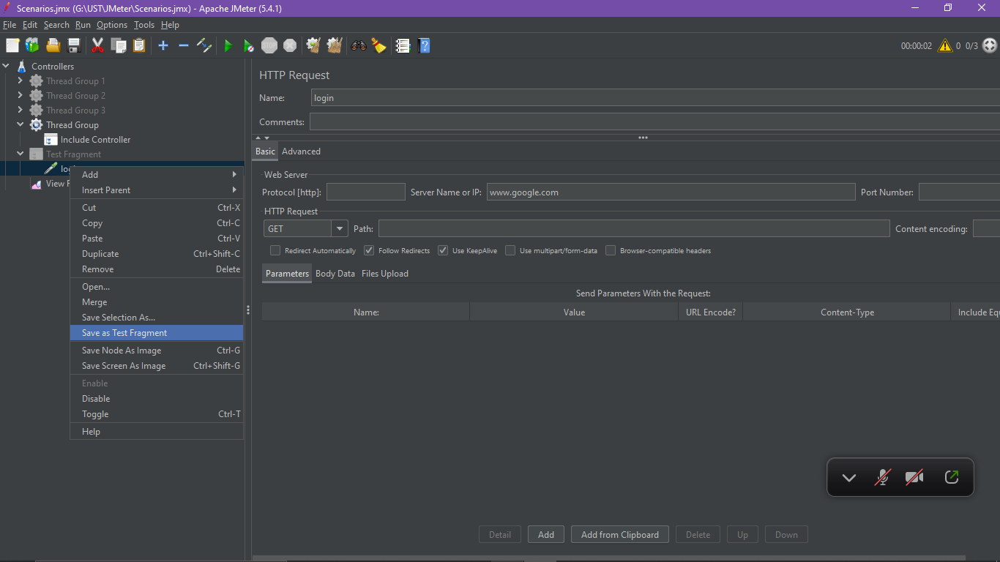 Scenarios.jmx (G:\UST\JMeter\Scenarios.jmx) - Apache JMeter (5.4.1)
File Edit Search Run Options Tools Help
STOP
00:00:02 0 0/3
Controllers
Thread Group 1
Thread Group 2
Thread Group 3
Thread Group
Include Controller
Test Fragment
View
Add
Insert Parent
Cut Ctrl-X
Copy Ctrl-C
Paste Ctrl-V
Duplicate Ctrl+Shift-C
Remove Delete
Open...
Merge
Save Selection As...
Save as Test Fragment
Save Node As Image Ctrl-G
Save Screen As Image Ctrl+Shift-G
Enable
Disable
Toggle Ctrl-T
Help
HTTP Request
Name: login
Comments:
Basic Advanced
Web Server
Protocol [http]: Server Name or IP: www.google.com Port Number:
HTTP Request
GET Path: Content encoding:
Redirect Automatically Follow Redirects Use KeepAlive Use multipart/form-data Browser-compatible headers
Parameters Body Data Files Upload
Send Parameters With the Request:
Name: Value URL Encode? Content-Type Include Equ
Detail Add Add from Clipboard Delete Up Down